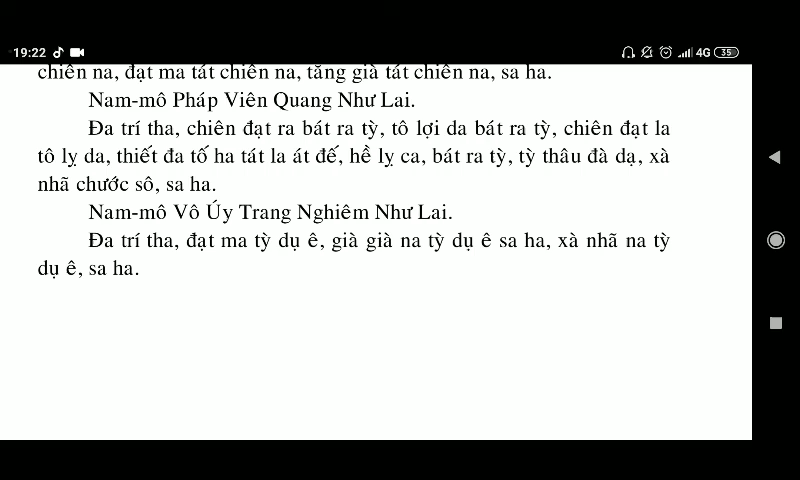 19:22
4G 35
chiên na, đạt ma tát chiên na, tăng già tát chiên na, sa ha.
Nam-mô Pháp Viên Quang Như Lai.
Đa trí tha, chiên đạt ra bát ra tỳ, tô lợi da bát ra tỳ, chiên đạt la
tô lỵ da, thiết đa tố ha tát la át đế, hề lỵ ca, bát ra tỳ, tỳ thâu đà dạ, xà
nhã chước sô, sa ha.
Nam-mô Vô Úy Trang Nghiêm Như Lai.
Đa trí tha, đạt ma tỳ dụ ê, già già na tỳ dụ ê sa ha, xà nhã na tỳ
dụ ê, sa ha.